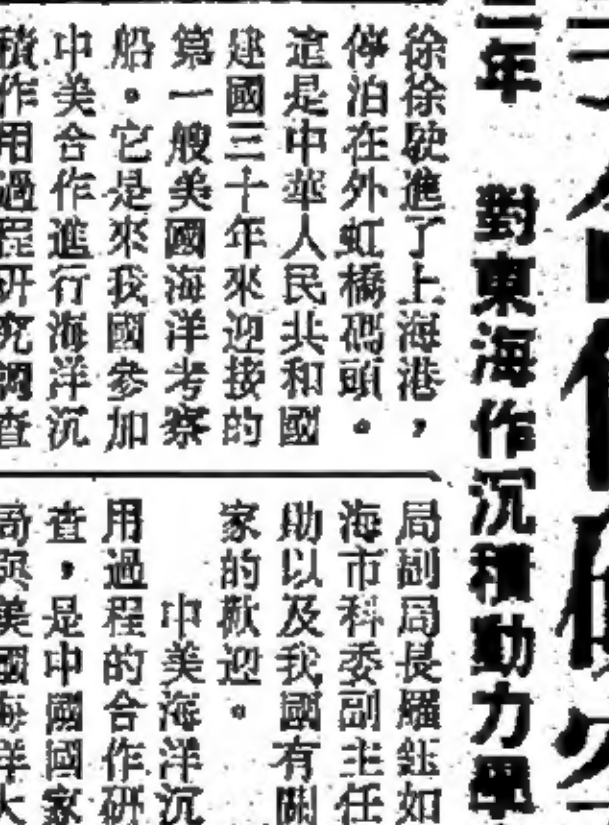 二年 對東海作沉積動力學
徐徐駛進了上海港，
停泊在外虹橋碼頭。
這是中華人民共和國
建國三十年來迎接的
第一艘美國海洋考察
船。它是來我國參加
中美合作進行海洋沉
積作用過程研究調查
局副局長羅鈺如
海市科委副主任
助以及我國有關
家的歡迎。
中美海洋沉
用過程的合作研
查，是中國國家
局與美國海洋大